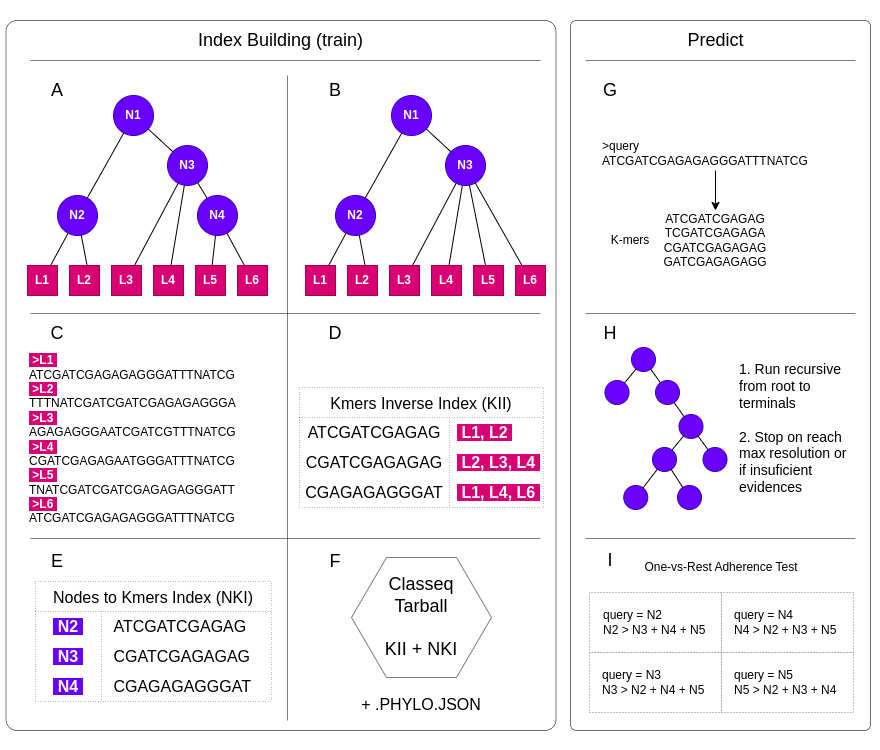 Index Building (train)
A
N1
N3
N2
N4
L1 L2 L3 L4 L5 L6
B
N1
N3
N2
L1 L2 L3 L4 L5 L6
C
>L1
ATCGATCGAGAGAGGGATTTNATCG
>L2
TTTNATCGATCGATCGAGAGAGGGA
>L3
AGAGAGGGAATCGATCGTTTNATCG
>L4
CGATCGAGAGAATGGGATTTNATCG
>L5
TNATCGATCGATCGAGAGAGGGATT
>L6
ATCGATCGAGAGAGGGATTTNATCG
D
Kmers Inverse Index (KII)
ATCGATCGAGAG L1, L2
CGATCGAGAGAG L2, L3, L4
CGAGAGAGGGAT L1, L4, L6
E
Nodes to Kmers Index (NKI)
N2 ATCGATCGAGAG
N3 CGATCGAGAGAG
N4 CGAGAGAGGGAT
F
Classeq
Tarball
KII + NKI
+ .PHYLO.JSON
Predict
G
>query
ATCGATCGAGAGAGGGATTTNATCG
K-mers
ATCGATCGAGAG
TCGATCGAGAGA
CGATCGAGAGAG
GATCGAGAGAGG
H
1. Run recursive
from root to
terminals
2. Stop on reach
max resolution or
if insufficient
evidences
I
One-vs-Rest Adherence Test
query = N2
N2 > N3 + N4 + N5
query = N4
N4 > N2 + N3 + N5
query = N3
N3 > N2 + N4 + N5
query = N5
N5 > N2 + N3 + N4